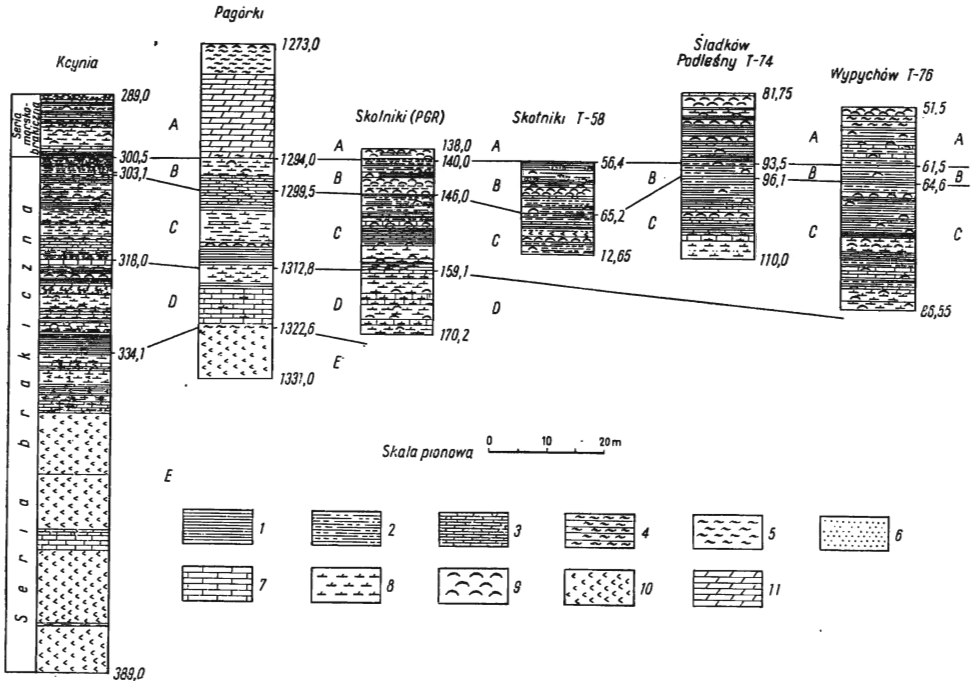 Pagórki
Kcynia
1273,0
Śladków
Podleśny T-74
Wypychów T-76
Skotniki (PGR)
Skotniki T-58
289,0
81,75
51,5
Seria morsko-brakiczna
A
138,0
A
A
A
300,5
1294,0
140,0
56,4
93,5
61,5
303,1
B
1299,5
B
146,0
B
65,2
B
96,1
B
64,6
B
C
C
C
C
C
C
318,0
1312,8
159,1
12,65
110,0
85,55
D
D
D
334,1
1322,6
170,2
E
1331,0
Seria brakiczna
Skala pionowa 0 10 20m
E
1 2 3 4 5 6
7 8 9 10 11
389,0